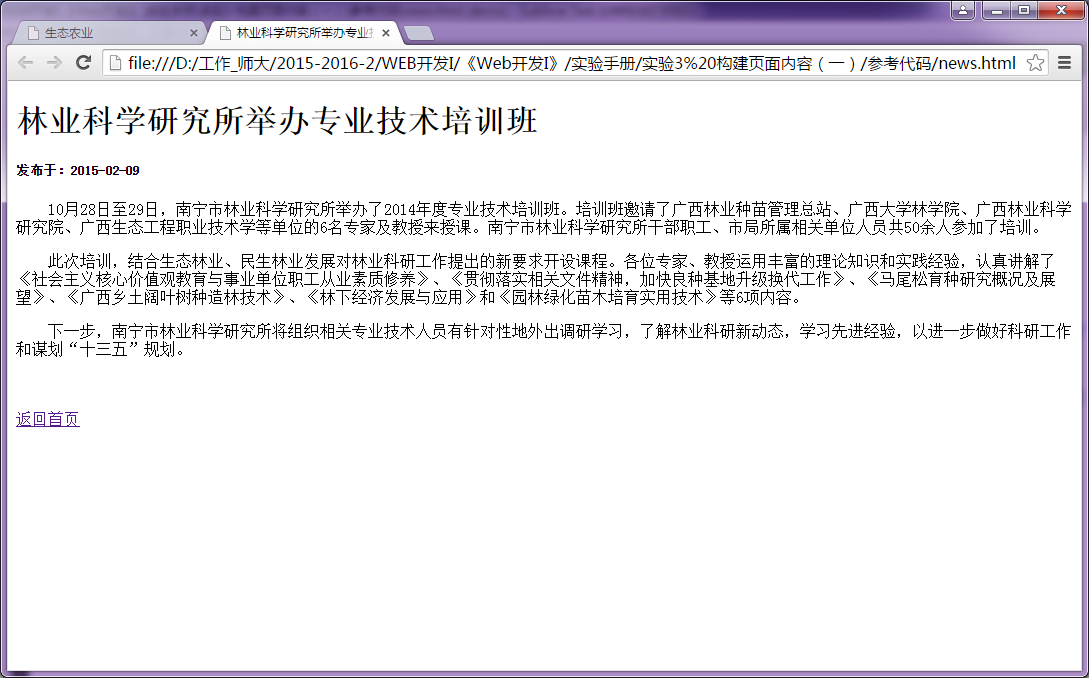 生态农业
林业科学研究所举办专业技
file:///D:/工作_师大/2015-2016-2/WEB开发I/《Web开发I》/实验手册/实验3%20构建页面内容（一）/参考代码/news.html
林业科学研究所举办专业技术培训班
发布于：2015-02-09
10月28日至29日，南宁市林业科学研究所举办了2014年度专业技术培训班。培训班邀请了广西林业种苗管理总站、广西大学林学院、广西林业科学
研究院、广西生态工程职业技术学等单位的6名专家及教授来授课。南宁市林业科学研究所干部职工、市局所属相关单位人员共50余人参加了培训。
此次培训，结合生态林业、民生林业发展对林业科研工作提出的新要求开设课程。各位专家、教授运用丰富的理论知识和实践经验，认真讲解了
《社会主义核心价值观教育与事业单位职工从业素质修养》、《贯彻落实相关文件精神，加快良种基地升级换代工作》、《马尾松育种研究概况及展
望》、《广西乡土阔叶树种造林技术》、《林下经济发展与应用》和《园林绿化苗木培育实用技术》等6项内容。
下一步，南宁市林业科学研究所将组织相关专业技术人员有针对性地外出调研学习，了解林业科研新动态，学习先进经验，以进一步做好科研工作
和谋划“十三五”规划。
返回首页